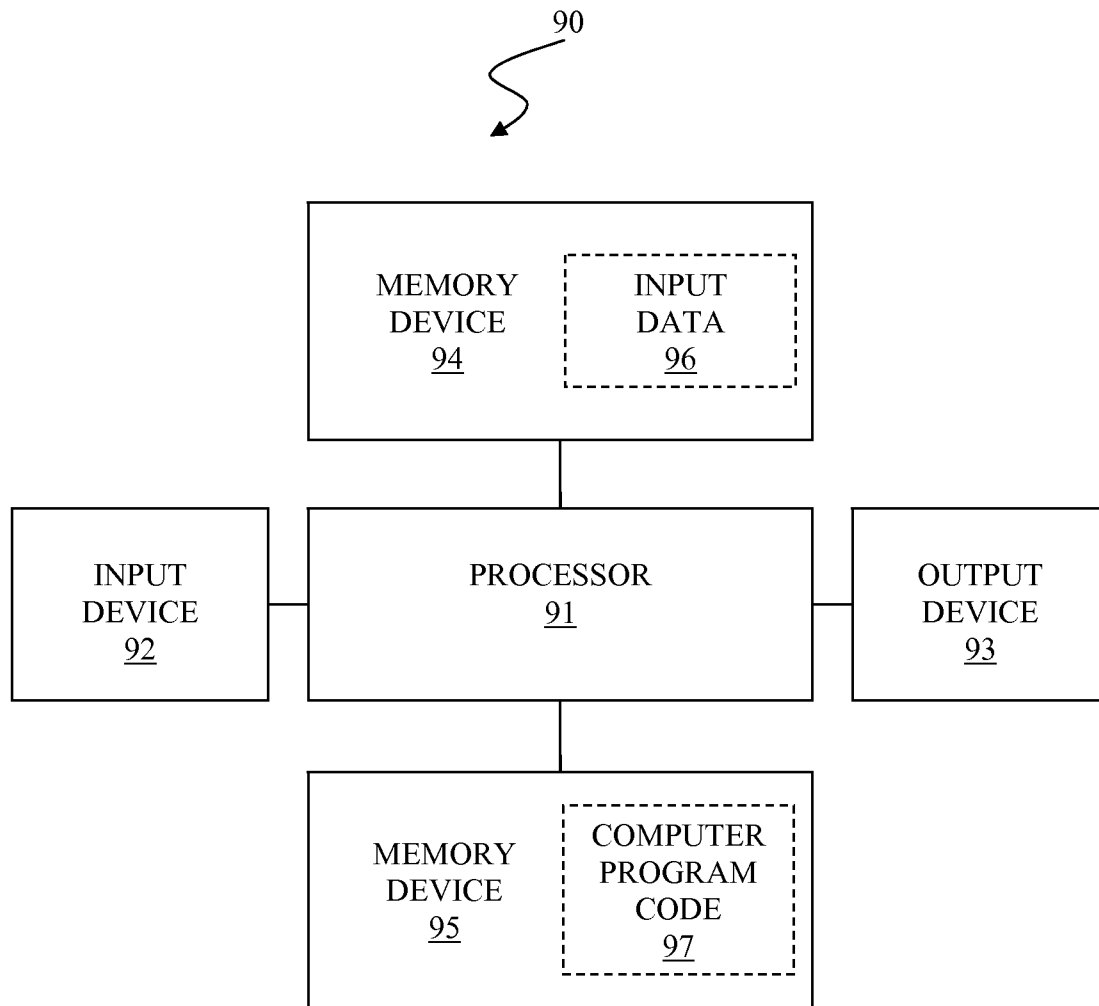 90
MEMORY
DEVICE
94
INPUT
DATA
96
INPUT
DEVICE
92
PROCESSOR
91
OUTPUT
DEVICE
93
MEMORY
DEVICE
95
COMPUTER
PROGRAM
CODE
97